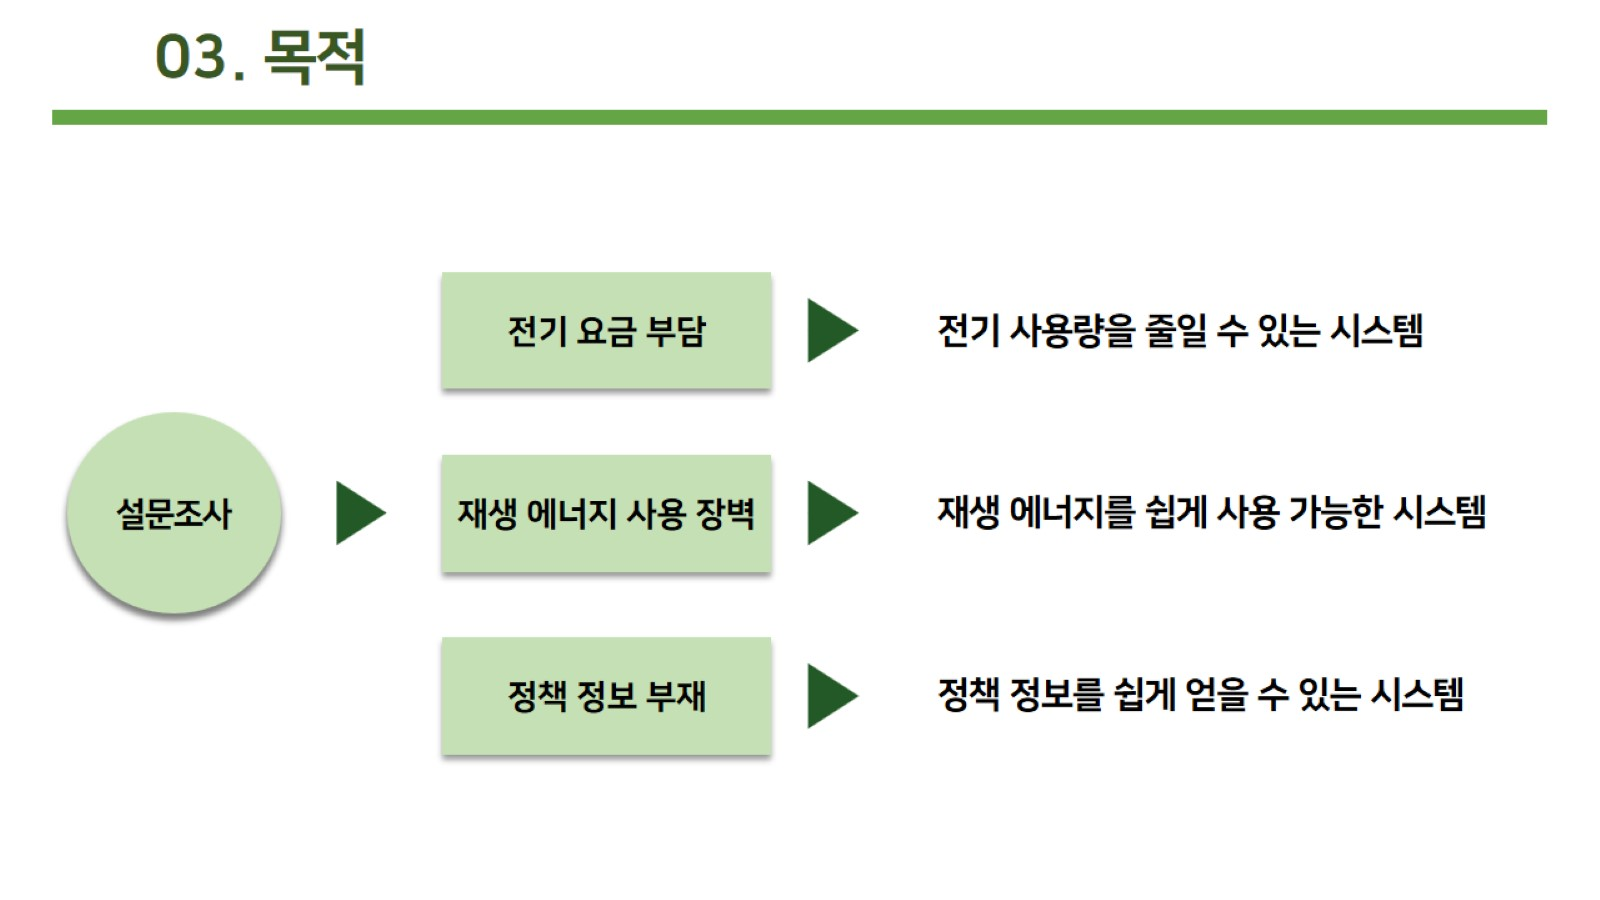 03. 목적
설문조사
전기 요금 부담
전기 사용량을 줄일 수 있는 시스템
재생 에너지 사용 장벽
재생 에너지를 쉽게 사용 가능한 시스템
정책 정보 부재
정책 정보를 쉽게 얻을 수 있는 시스템